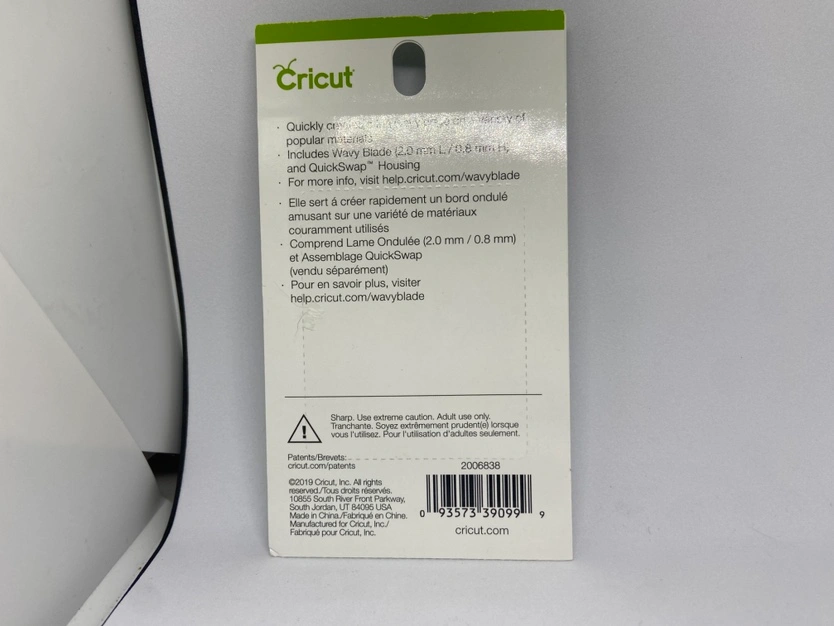 Cricut
· Quickly
popular materials
· Includes Wavy Blade (2.0 mm L / 0.8 mm H)
and QuickSwap™ Housing
· For more info, visit help.cricut.com/wavyblade
· Elle sert á créer rapidement un bord ondulé
amusant sur une variété de matériaux
couramment utilisés
· Comprend Lame Ondulée (2.0 mm / 0.8 mm)
et Assemblage QuickSwap
(vendu séparément)
· Pour en savoir plus, visiter
help.cricut.com/wavyblade
Sharp. Use extreme caution. Adult use only.
Tranchante. Soyez extrêmement prudent(e) lorsque
vous l'utilisez. Pour l'utilisation d'adultes seulement.
Patents/Brevets:
cricut.com/patents
©2019 Cricut, Inc. All rights
reserved./Tous droits réservés.
10855 South River Front Parkway,
South Jordan, UT 84095 USA
Made in China./Fabriqué en Chine.
Manufactured for Cricut, Inc./
Fabriqué pour Cricut, Inc.
2006838
0 93573 39099 9
cricut.com